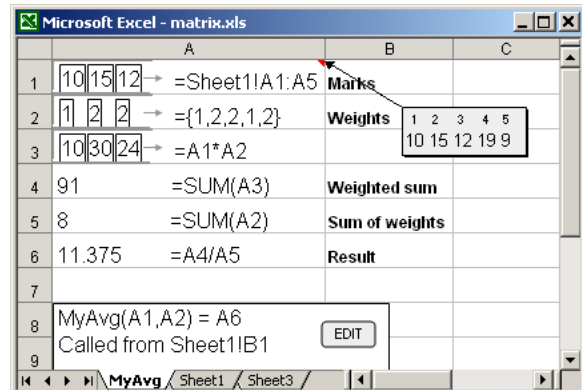 Microsoft Excel - matrix.xls
A B C
1 10 15 12 =Sheet1!A1:A5 Marks
2 1 2 2 ={1,2,2,1,2} Weights
1 2 3 4 5
10 15 12 19 9
3 10 30 24 =A1*A2
4 91 =SUM(A3) Weighted sum
5 8 =SUM(A2) Sum of weights
6 11.375 =A4/A5 Result
7
8 MyAvg(A1,A2) = A6
EDIT
9 Called from Sheet1!B1
MyAvg Sheet1 Sheet3